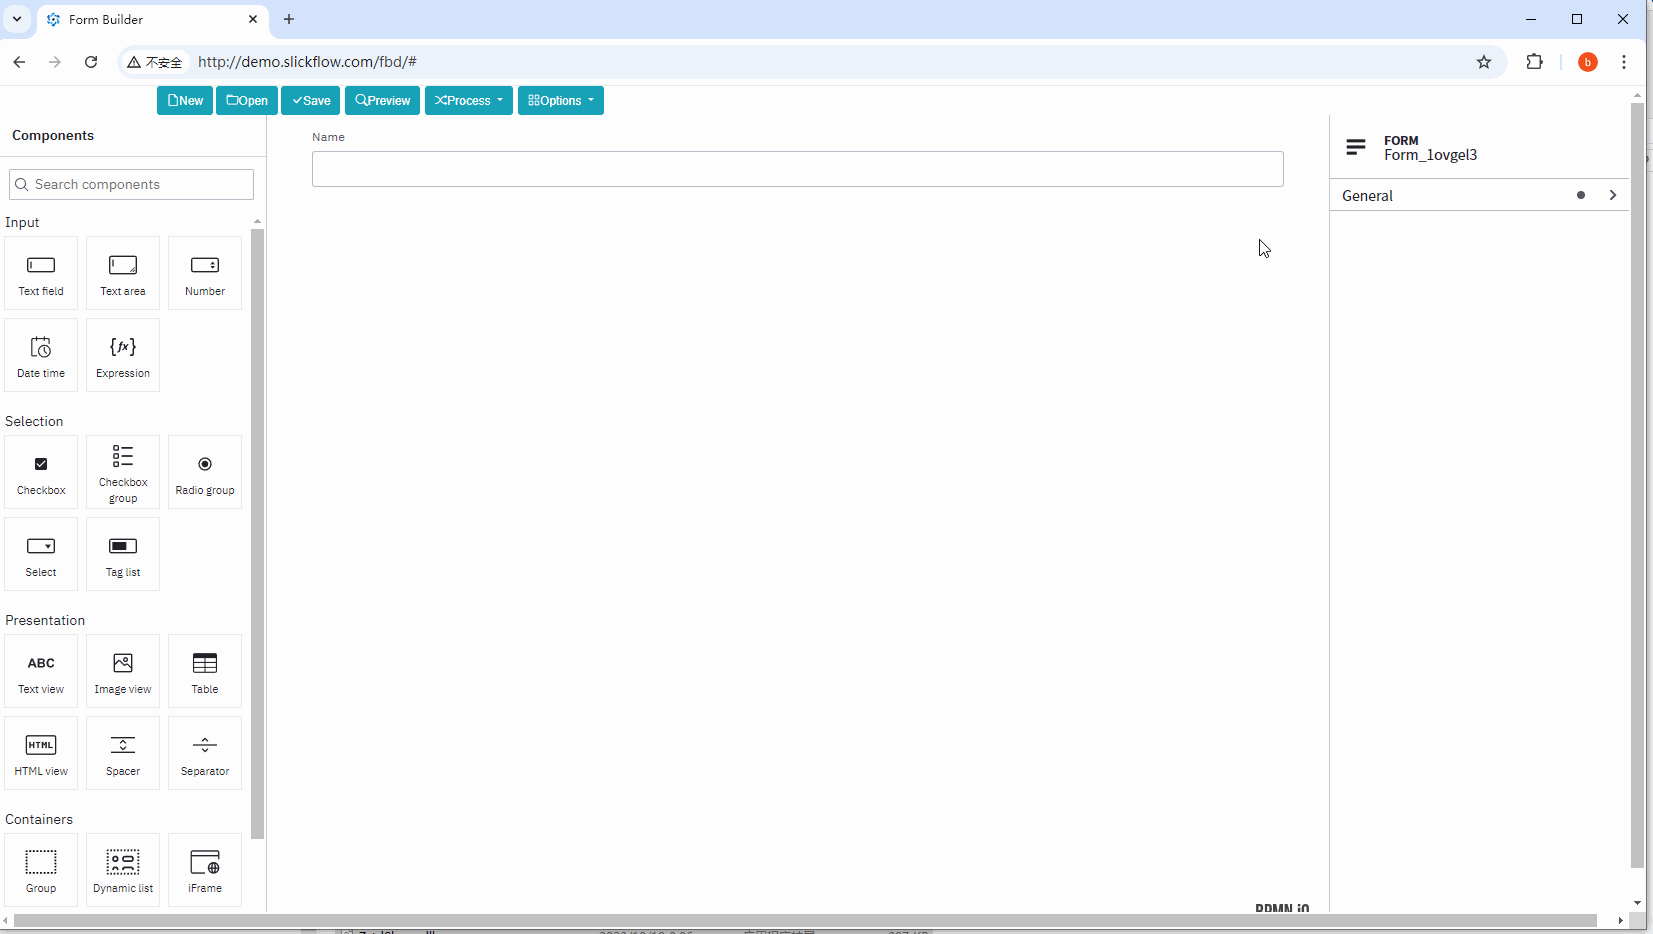 Form Builder
不安全
http://demo.slickflow.com/fbd/#
b
New
Open
Save
Preview
Process
Options
Components
Search components
Input
Text field
Text area
Number
Date time
{fx}
Expression
Selection
Checkbox
Checkbox
group
Radio group
Select
Tag list
Presentation
ABC
Text view
Image view
Table
HTML
HTML view
Spacer
Separator
Containers
Group
Dynamic list
iFrame
Name
FORM
Form_1ovgel3
General
BPMN.iO